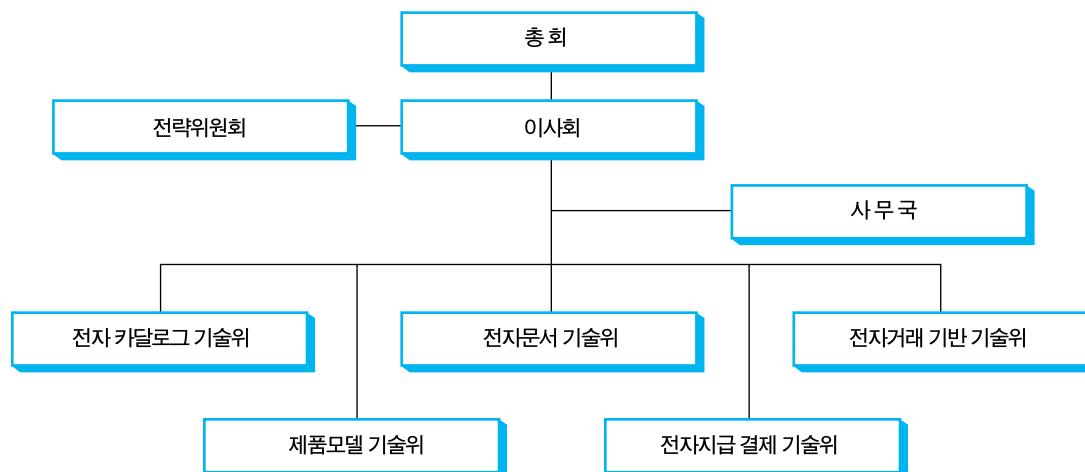 총 회
전략위원회
이사회
사 무 국
전자 카달로그 기술위
전자문서 기술위
전자거래 기반 기술위
제품모델 기술위
전자지급 결제 기술위